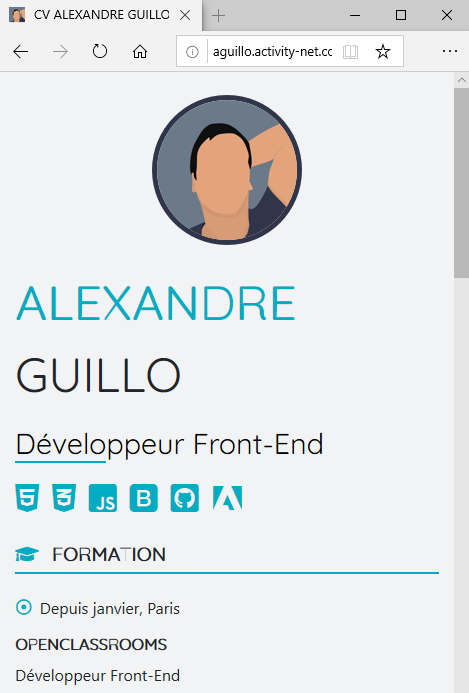 CV ALEXANDRE GUILLO
aguillo.activity-net.cc
ALEXANDRE
GUILLO
Développeur Front-End
JS B
FORMATION
Depuis janvier, Paris
OPENCLASSROOMS
Développeur Front-End